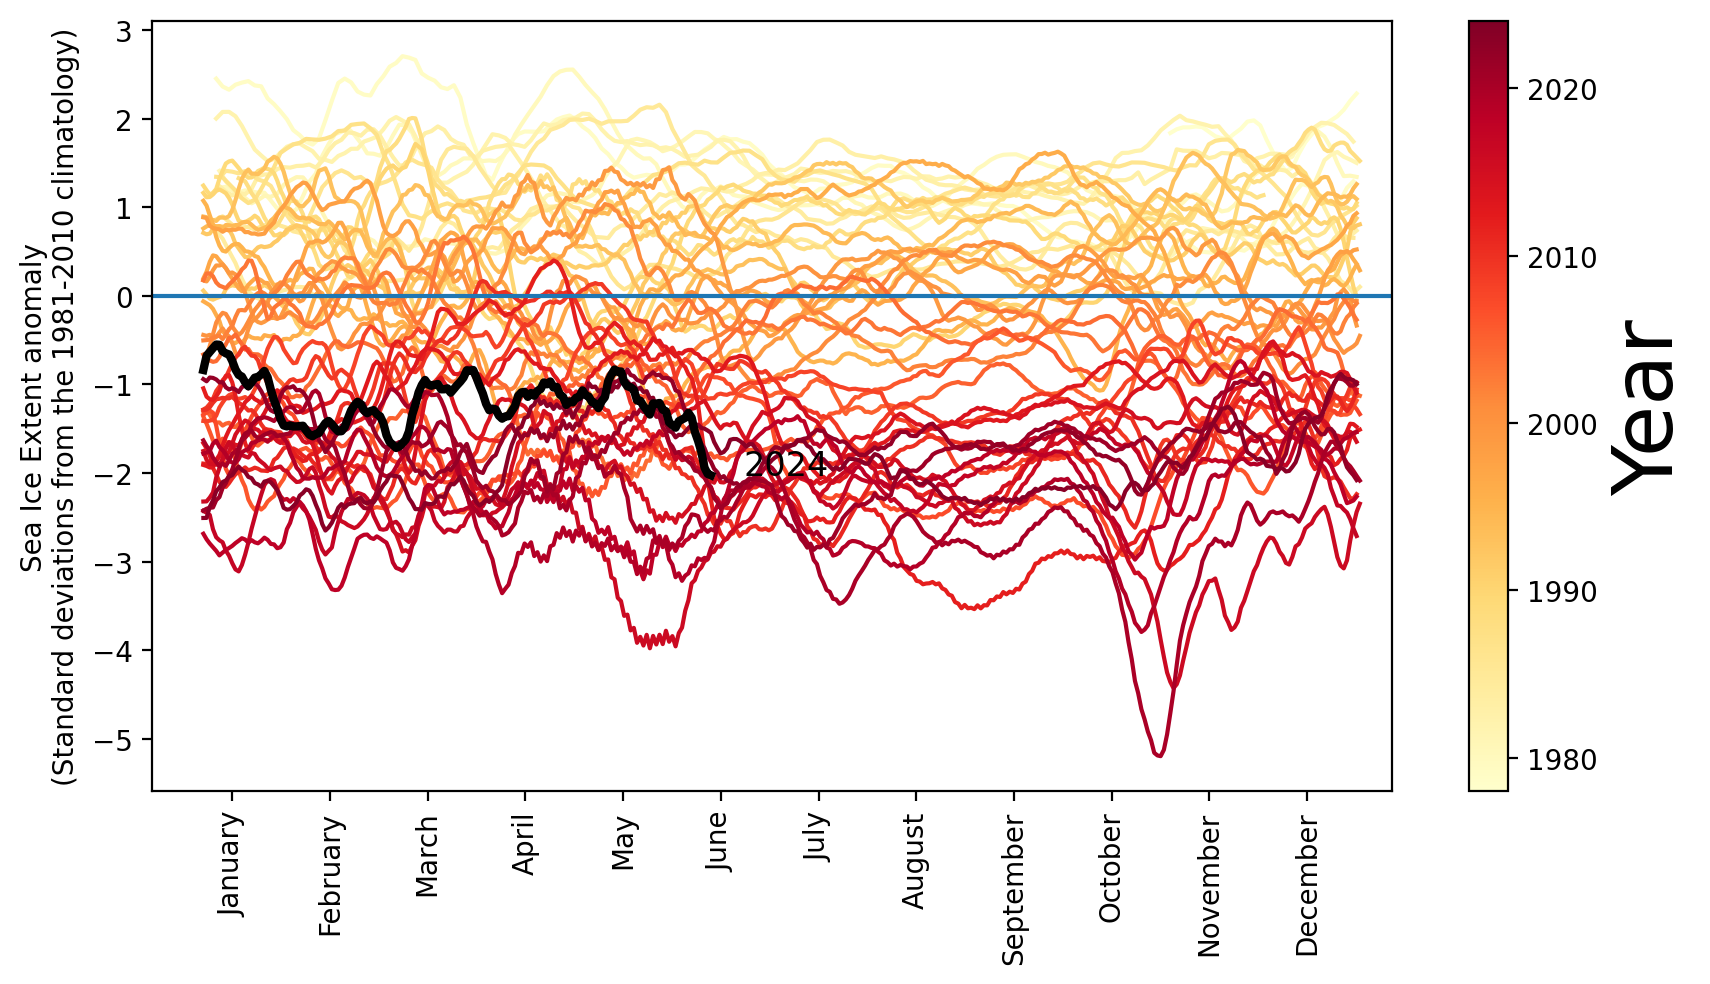 Sea Ice Extent anomaly
(Standard deviations from the 1981-2010 climatology)
3
2
1
0
−1
−2
−3
−4
−5
2024
January
February
March
April
May
June
July
August
September
October
November
December
2020
2010
2000
1990
1980
Year